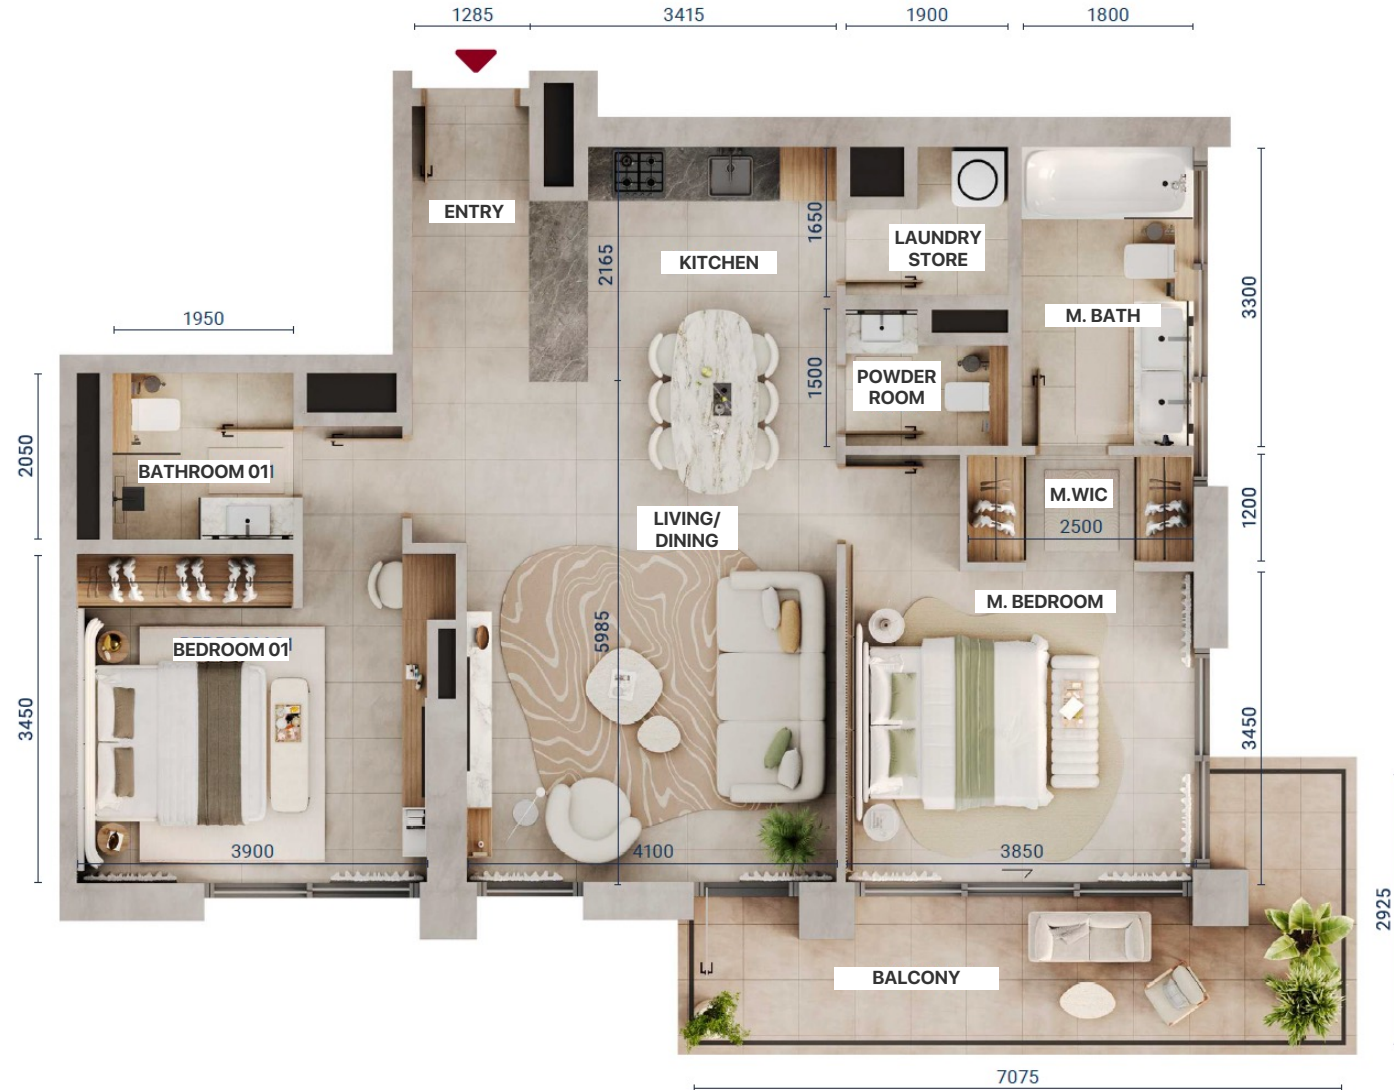 1285
3415
1900
1800
ENTRY
KITCHEN
2165
1650
LAUNDRY
STORE
3300
M. BATH
1950
1500
POWDER
ROOM
2050
BATHROOM 01
M.WIC
1200
2500
LIVING/
DINING
M. BEDROOM
BEDROOM 01
5985
3450
3450
3900
4100
3850
2925
BALCONY
7075